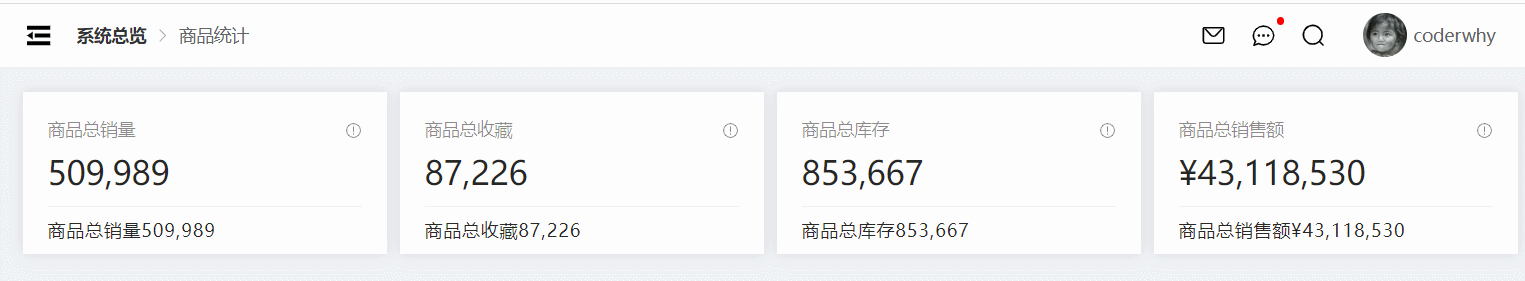 系统总览 > 商品统计
coderwhy
商品总销量
509,989
商品总销量509,989
商品总收藏
87,226
商品总收藏87,226
商品总库存
853,667
商品总库存853,667
商品总销售额
¥43,118,530
商品总销售额¥43,118,530